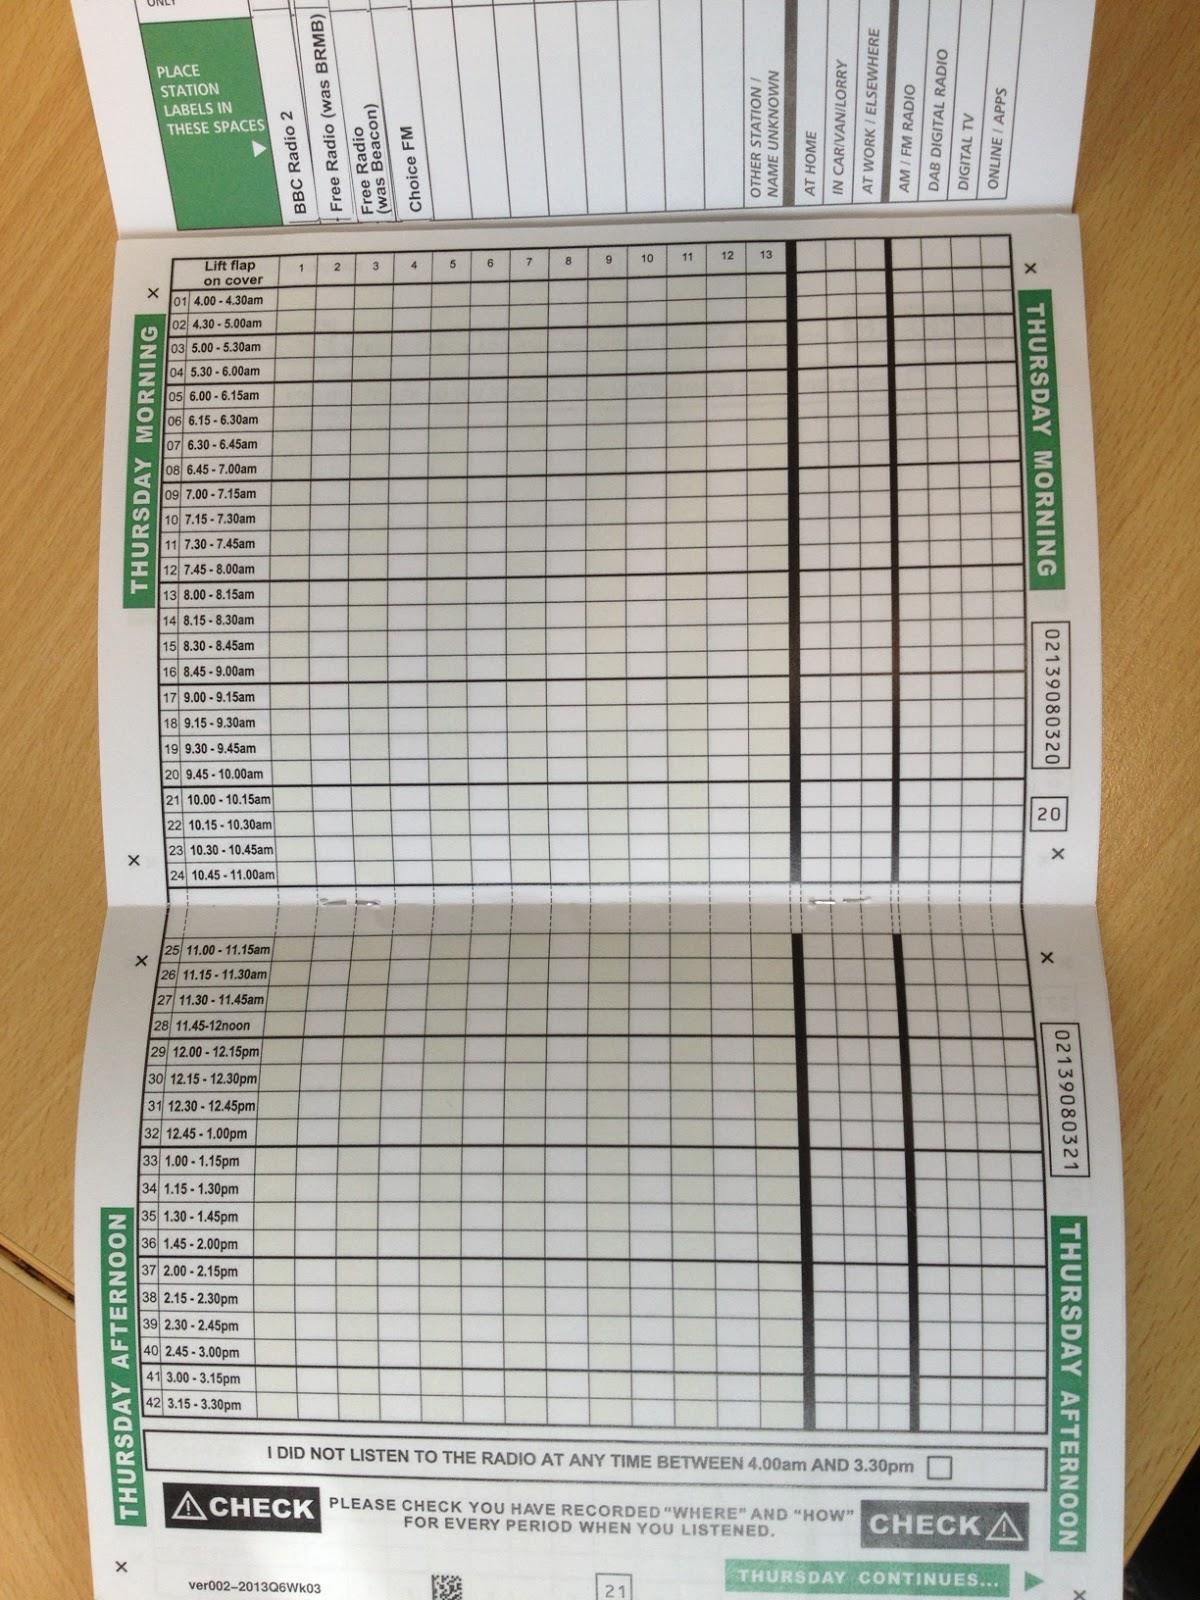 ONLY
PLACE
STATION
LABELS IN
THESE SPACES
BBC Radio 2
Free Radio (was BRMB)
Free Radio
(was Beacon)
Choice FM
OTHER STATION /
NAME UNKNOWN
AT HOME
IN CAR/VAN/LORRY
AT WORK / ELSEWHERE
AM / FM RADIO
DAB DIGITAL RADIO
DIGITAL TV
ONLINE / APPS
Lift flap
on cover
1 2 3 4 5 6 7 8 9 10 11 12 13
THURSDAY MORNING
01 4.00 - 4.30am
02 4.30 - 5.00am
03 5.00 - 5.30am
04 5.30 - 6.00am
05 6.00 - 6.15am
06 6.15 - 6.30am
07 6.30 - 6.45am
08 6.45 - 7.00am
09 7.00 - 7.15am
10 7.15 - 7.30am
11 7.30 - 7.45am
12 7.45 - 8.00am
13 8.00 - 8.15am
14 8.15 - 8.30am
15 8.30 - 8.45am
16 8.45 - 9.00am
17 9.00 - 9.15am
18 9.15 - 9.30am
19 9.30 - 9.45am
20 9.45 - 10.00am
21 10.00 - 10.15am
22 10.15 - 10.30am
23 10.30 - 10.45am
24 10.45 - 11.00am
THURSDAY MORNING
02139080320
20
25 11.00 - 11.15am
26 11.15 - 11.30am
27 11.30 - 11.45am
28 11.45-12noon
29 12.00 - 12.15pm
30 12.15 - 12.30pm
31 12.30 - 12.45pm
32 12.45 - 1.00pm
33 1.00 - 1.15pm
34 1.15 - 1.30pm
35 1.30 - 1.45pm
36 1.45 - 2.00pm
37 2.00 - 2.15pm
38 2.15 - 2.30pm
39 2.30 - 2.45pm
40 2.45 - 3.00pm
41 3.00 - 3.15pm
42 3.15 - 3.30pm
THURSDAY AFTERNOON
02139080321
THURSDAY AFTERNOON
I DID NOT LISTEN TO THE RADIO AT ANY TIME BETWEEN 4.00am AND 3.30pm
CHECK
PLEASE CHECK YOU HAVE RECORDED "WHERE" AND "HOW"
FOR EVERY PERIOD WHEN YOU LISTENED.
CHECK
ver002-2013Q6Wk03
21
THURSDAY CONTINUES...